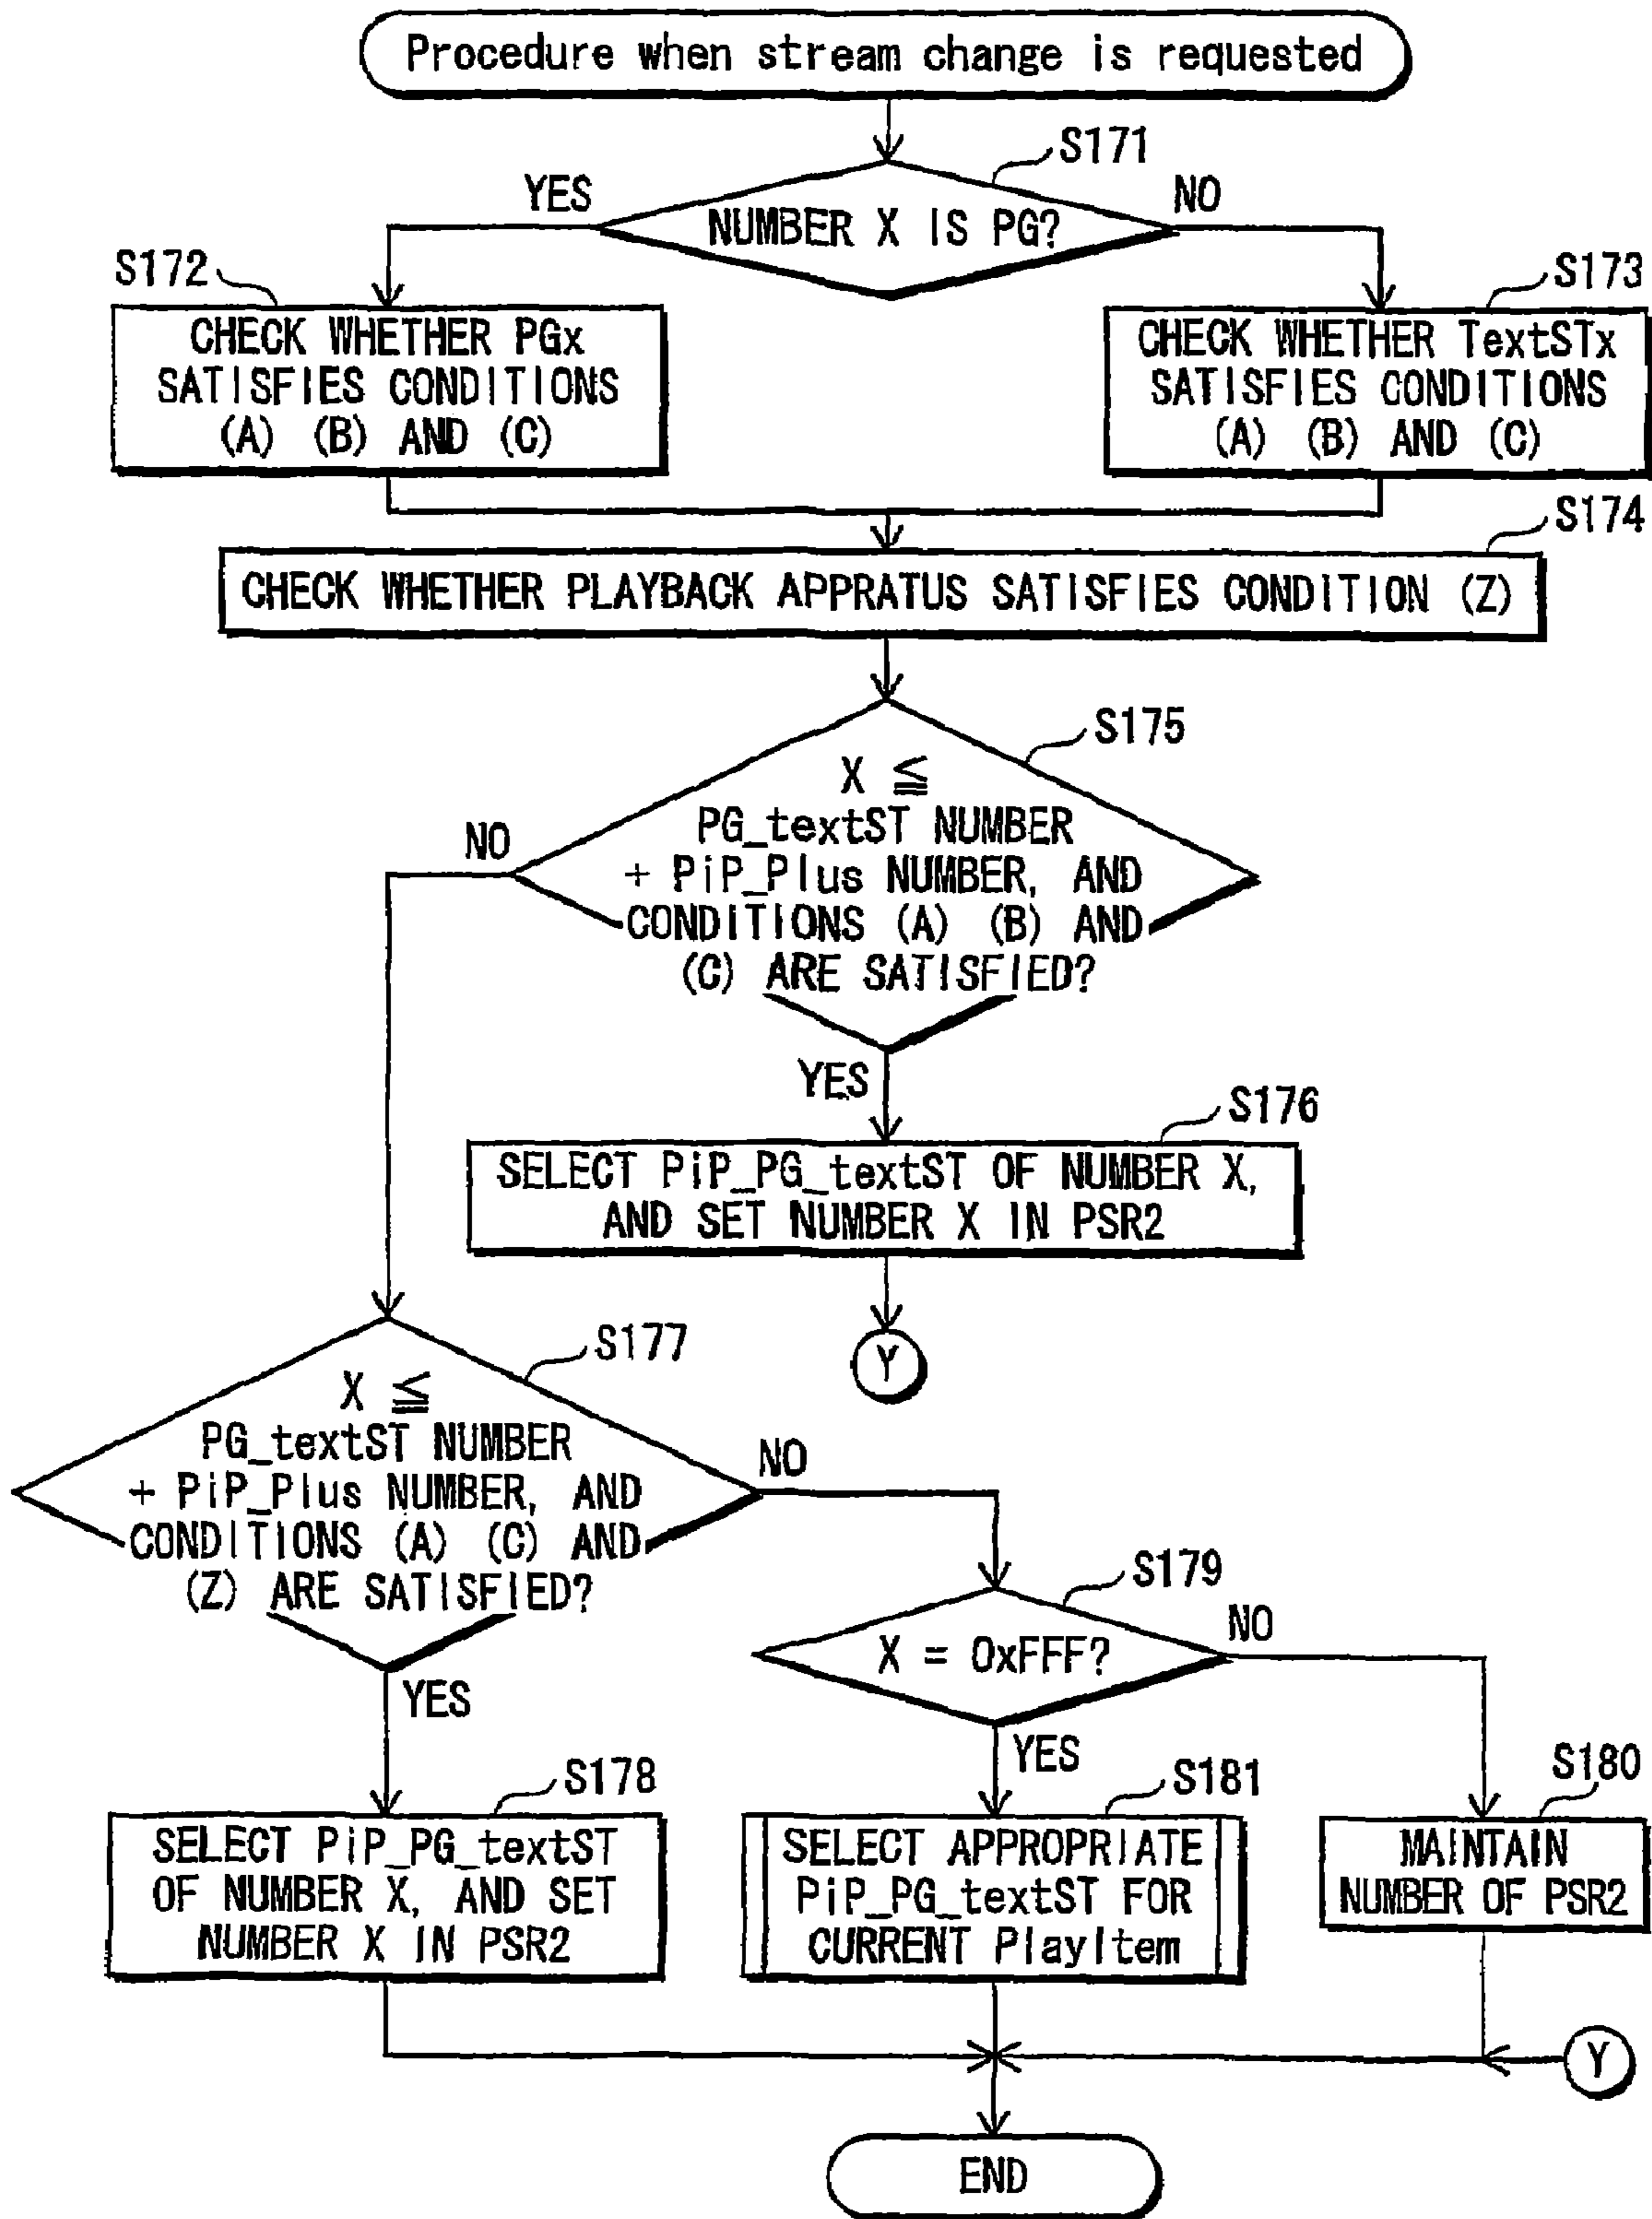 Procedure when stream change is requested
S171
YES
NO
NUMBER X IS PG?
S172
S173
CHECK WHETHER PGx
SATISFIES CONDITIONS
(A) (B) AND (C)
CHECK WHETHER TextSTx
SATISFIES CONDITIONS
(A) (B) AND (C)
S174
CHECK WHETHER PLAYBACK APPRATUS SATISFIES CONDITION (Z)
S175
X ≦
PG_textST NUMBER
+ PiP_Plus NUMBER, AND
CONDITIONS (A) (B) AND
(C) ARE SATISFIED?
NO
YES
S176
SELECT PiP_PG_textST OF NUMBER X,
AND SET NUMBER X IN PSR2
Y
S177
X ≦
PG_textST NUMBER
+ PiP_Plus NUMBER, AND
CONDITIONS (A) (C) AND
(Z) ARE SATISFIED?
NO
YES
S179
X = 0xFFF?
NO
YES
S178
SELECT PiP_PG_textST
OF NUMBER X, AND SET
NUMBER X IN PSR2
S181
SELECT APPROPRIATE
PiP_PG_textST FOR
CURRENT PlayItem
S180
MAINTAIN
NUMBER OF PSR2
Y
END